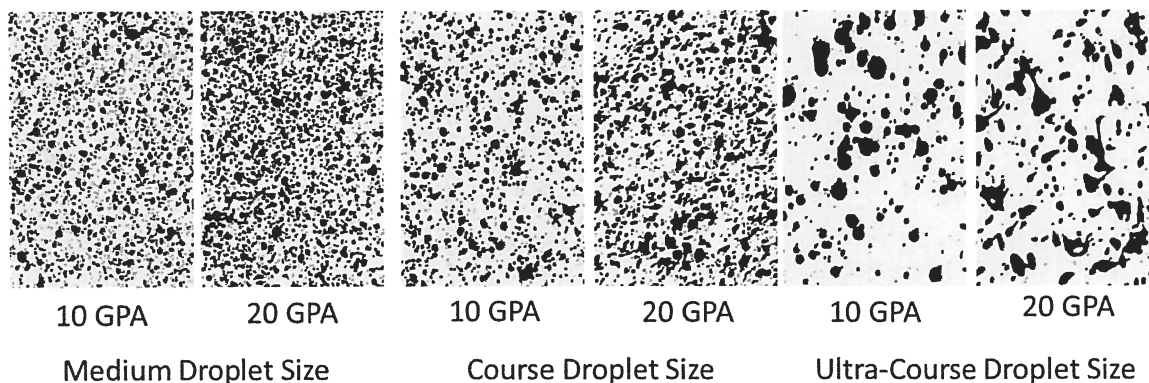 10 GPA 20 GPA 10 GPA 20 GPA 10 GPA 20 GPA
Medium Droplet Size Course Droplet Size Ultra-Course Droplet Size